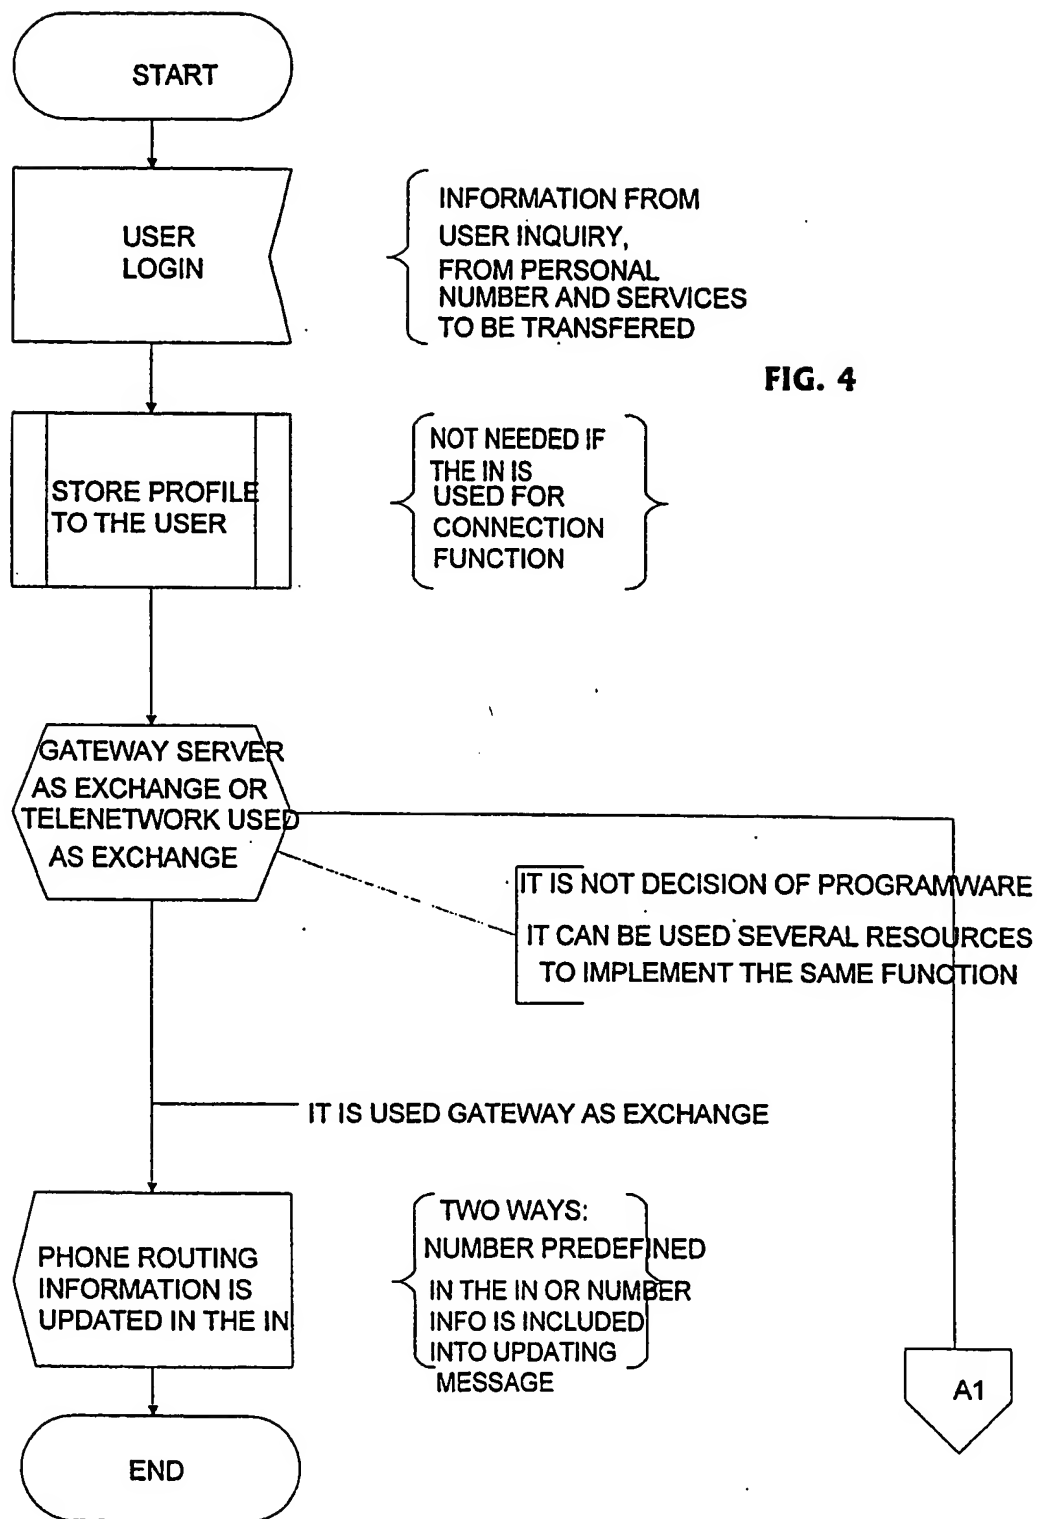 START
USER
LOGIN
INFORMATION FROM
USER INQUIRY,
FROM PERSONAL
NUMBER AND SERVICES
TO BE TRANSFERED
FIG. 4
STORE PROFILE
TO THE USER
NOT NEEDED IF
THE IN IS
USED FOR
CONNECTION
FUNCTION
GATEWAY SERVER
AS EXCHANGE OR
TELENETWORK USED
AS EXCHANGE
IT IS NOT DECISION OF PROGRAMWARE
IT CAN BE USED SEVERAL RESOURCES
TO IMPLEMENT THE SAME FUNCTION
IT IS USED GATEWAY AS EXCHANGE
PHONE ROUTING
INFORMATION IS
UPDATED IN THE IN
TWO WAYS:
NUMBER PREDEFINED
IN THE IN OR NUMBER
INFO IS INCLUDED
INTO UPDATING
MESSAGE
A1
END